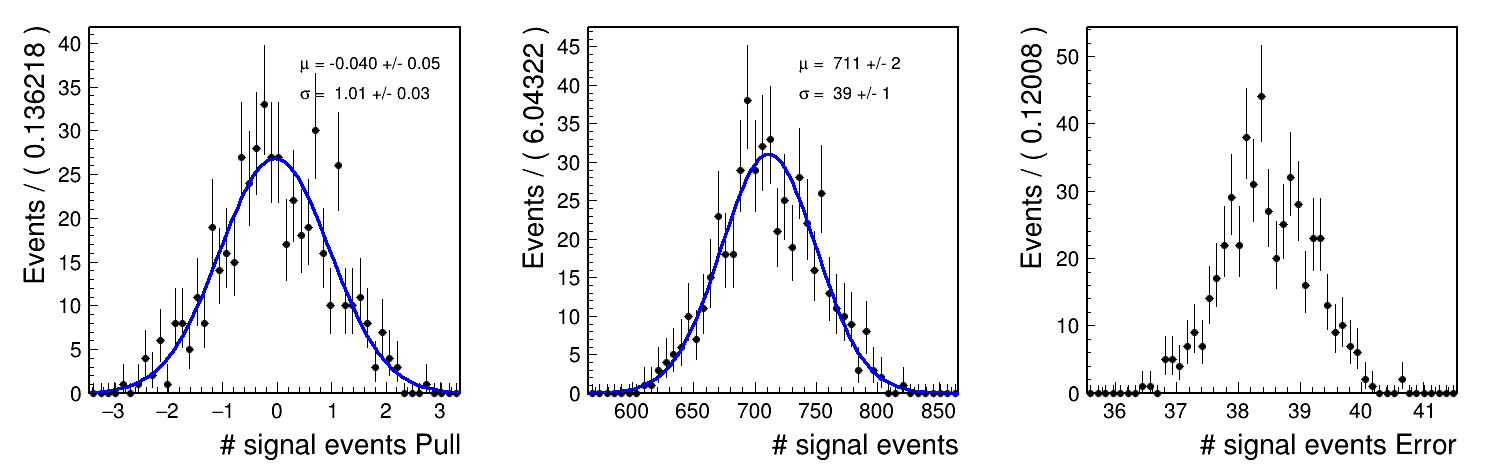 Events / ( 0.136218 )
40
35
30
25
20
15
10
5
0
μ = -0.040 +/- 0.05
σ = 1.01 +/- 0.03
−3 −2 −1 0 1 2 3
# signal events Pull
Events / ( 6.04322 )
45
40
35
30
25
20
15
10
5
0
μ = 711 +/- 2
σ = 39 +/- 1
600 650 700 750 800 850
# signal events
Events / ( 0.12008 )
50
40
30
20
10
0
36 37 38 39 40 41
# signal events Error